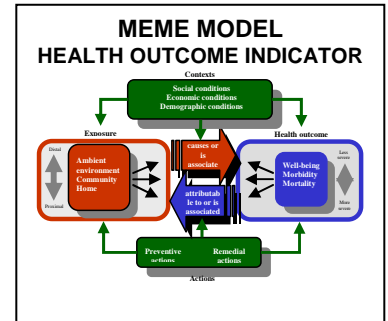 MEME MODEL
HEALTH OUTCOME INDICATOR
Contexts
Social conditions
Economic conditions
Demographic conditions
Exposure
Health outcome
causes or
is
associate
Distal
Proximal
Ambient
environment
Community
Home
Well-being
Morbidity
Mortality
Less
severe
More
severe
attributab
le to or is
associated
Preventive
actions
Remedial
actions
Actions